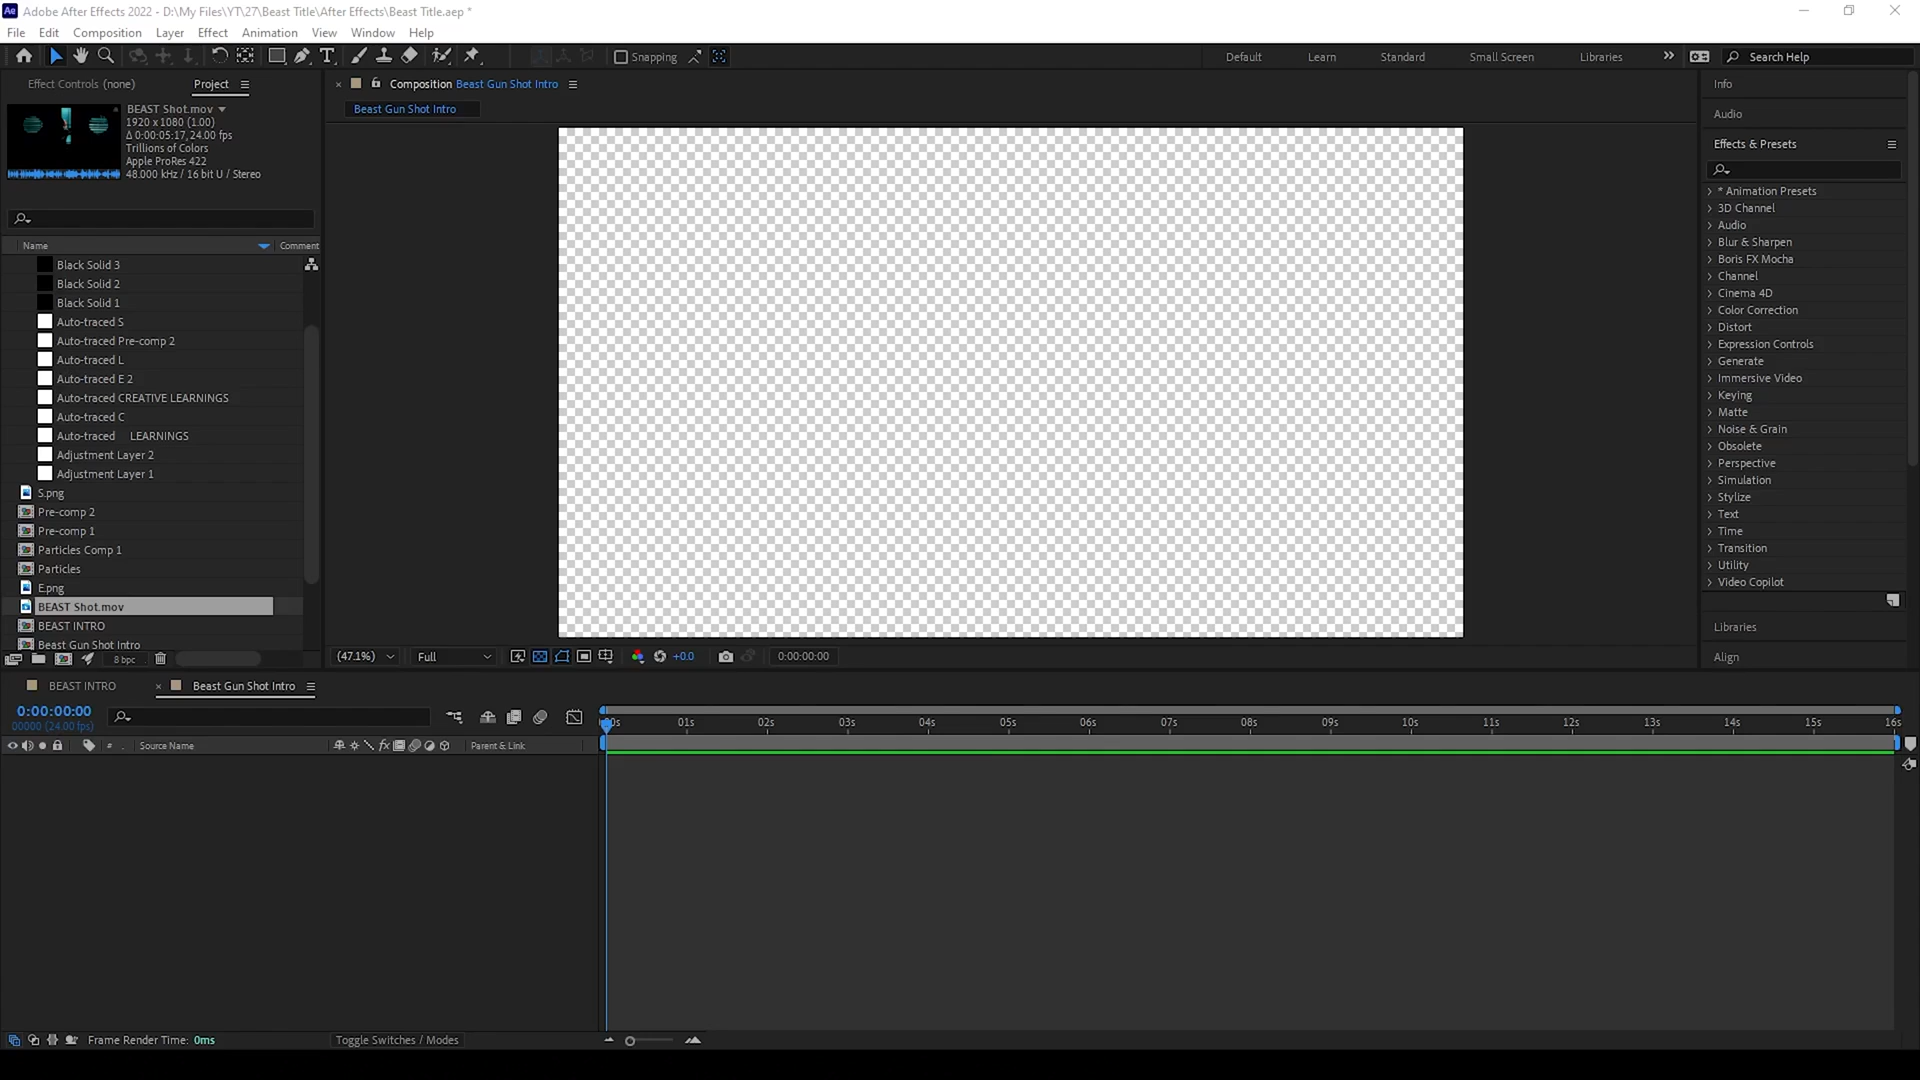 Adobe After Effects 2022 - D:\My Files\YT\27\Beast Title\After Effects\Beast Title.aep *
File Edit Composition Layer Effect Animation View Window Help
Snapping
Default Learn Standard Small Screen Libraries Search Help
Effect Controls (none) Project
Composition Beast Gun Shot Intro
Beast Gun Shot Intro
BEAST Shot.mov
1920 x 1080 (1.00)
Δ 0:00:05:17, 24.00 fps
Trillions of Colors
Apple ProRes 422
48.000 kHz / 16 bit U / Stereo
Name Comment
Black Solid 3
Black Solid 2
Black Solid 1
Auto-traced S
Auto-traced Pre-comp 2
Auto-traced L
Auto-traced E 2
Auto-traced CREATIVE LEARNINGS
Auto-traced C
Auto-traced LEARNINGS
Adjustment Layer 2
Adjustment Layer 1
S.png
Pre-comp 2
Pre-comp 1
Particles Comp 1
Particles
E.png
BEAST Shot.mov
BEAST INTRO
Beast Gun Shot Intro
8 bpc
(47.1%) Full +0.0 0:00:00:00
Info
Audio
Effects & Presets
* Animation Presets
3D Channel
Audio
Blur & Sharpen
Boris FX Mocha
Channel
Cinema 4D
Color Correction
Distort
Expression Controls
Generate
Immersive Video
Keying
Matte
Noise & Grain
Obsolete
Perspective
Simulation
Stylize
Text
Time
Transition
Utility
Video Copilot
Libraries
Align
BEAST INTRO Beast Gun Shot Intro
0:00:00:00
00000 (24.00 fps)
00s 01s 02s 03s 04s 05s 06s 07s 08s 09s 10s 11s 12s 13s 14s 15s 16s
# . Source Name fx Parent & Link
Frame Render Time: 0ms Toggle Switches / Modes